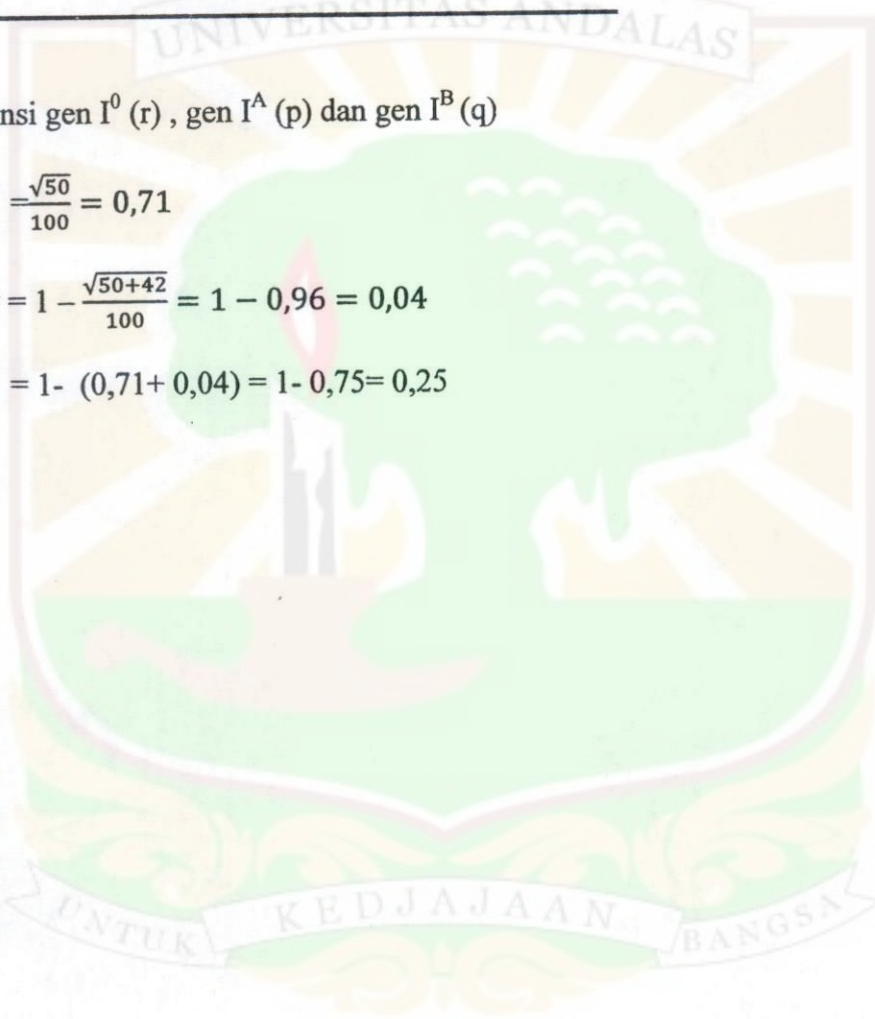 UNIVERSITAS ANDALAS
nsi gen I⁰ (r) , gen Iᴬ (p) dan gen Iᴮ (q)
=√50/100 = 0,71
= 1 − √50+42/100 = 1 − 0,96 = 0,04
= 1- (0,71+ 0,04) = 1- 0,75= 0,25
UNTUK KEDJAJAAN BANGSA